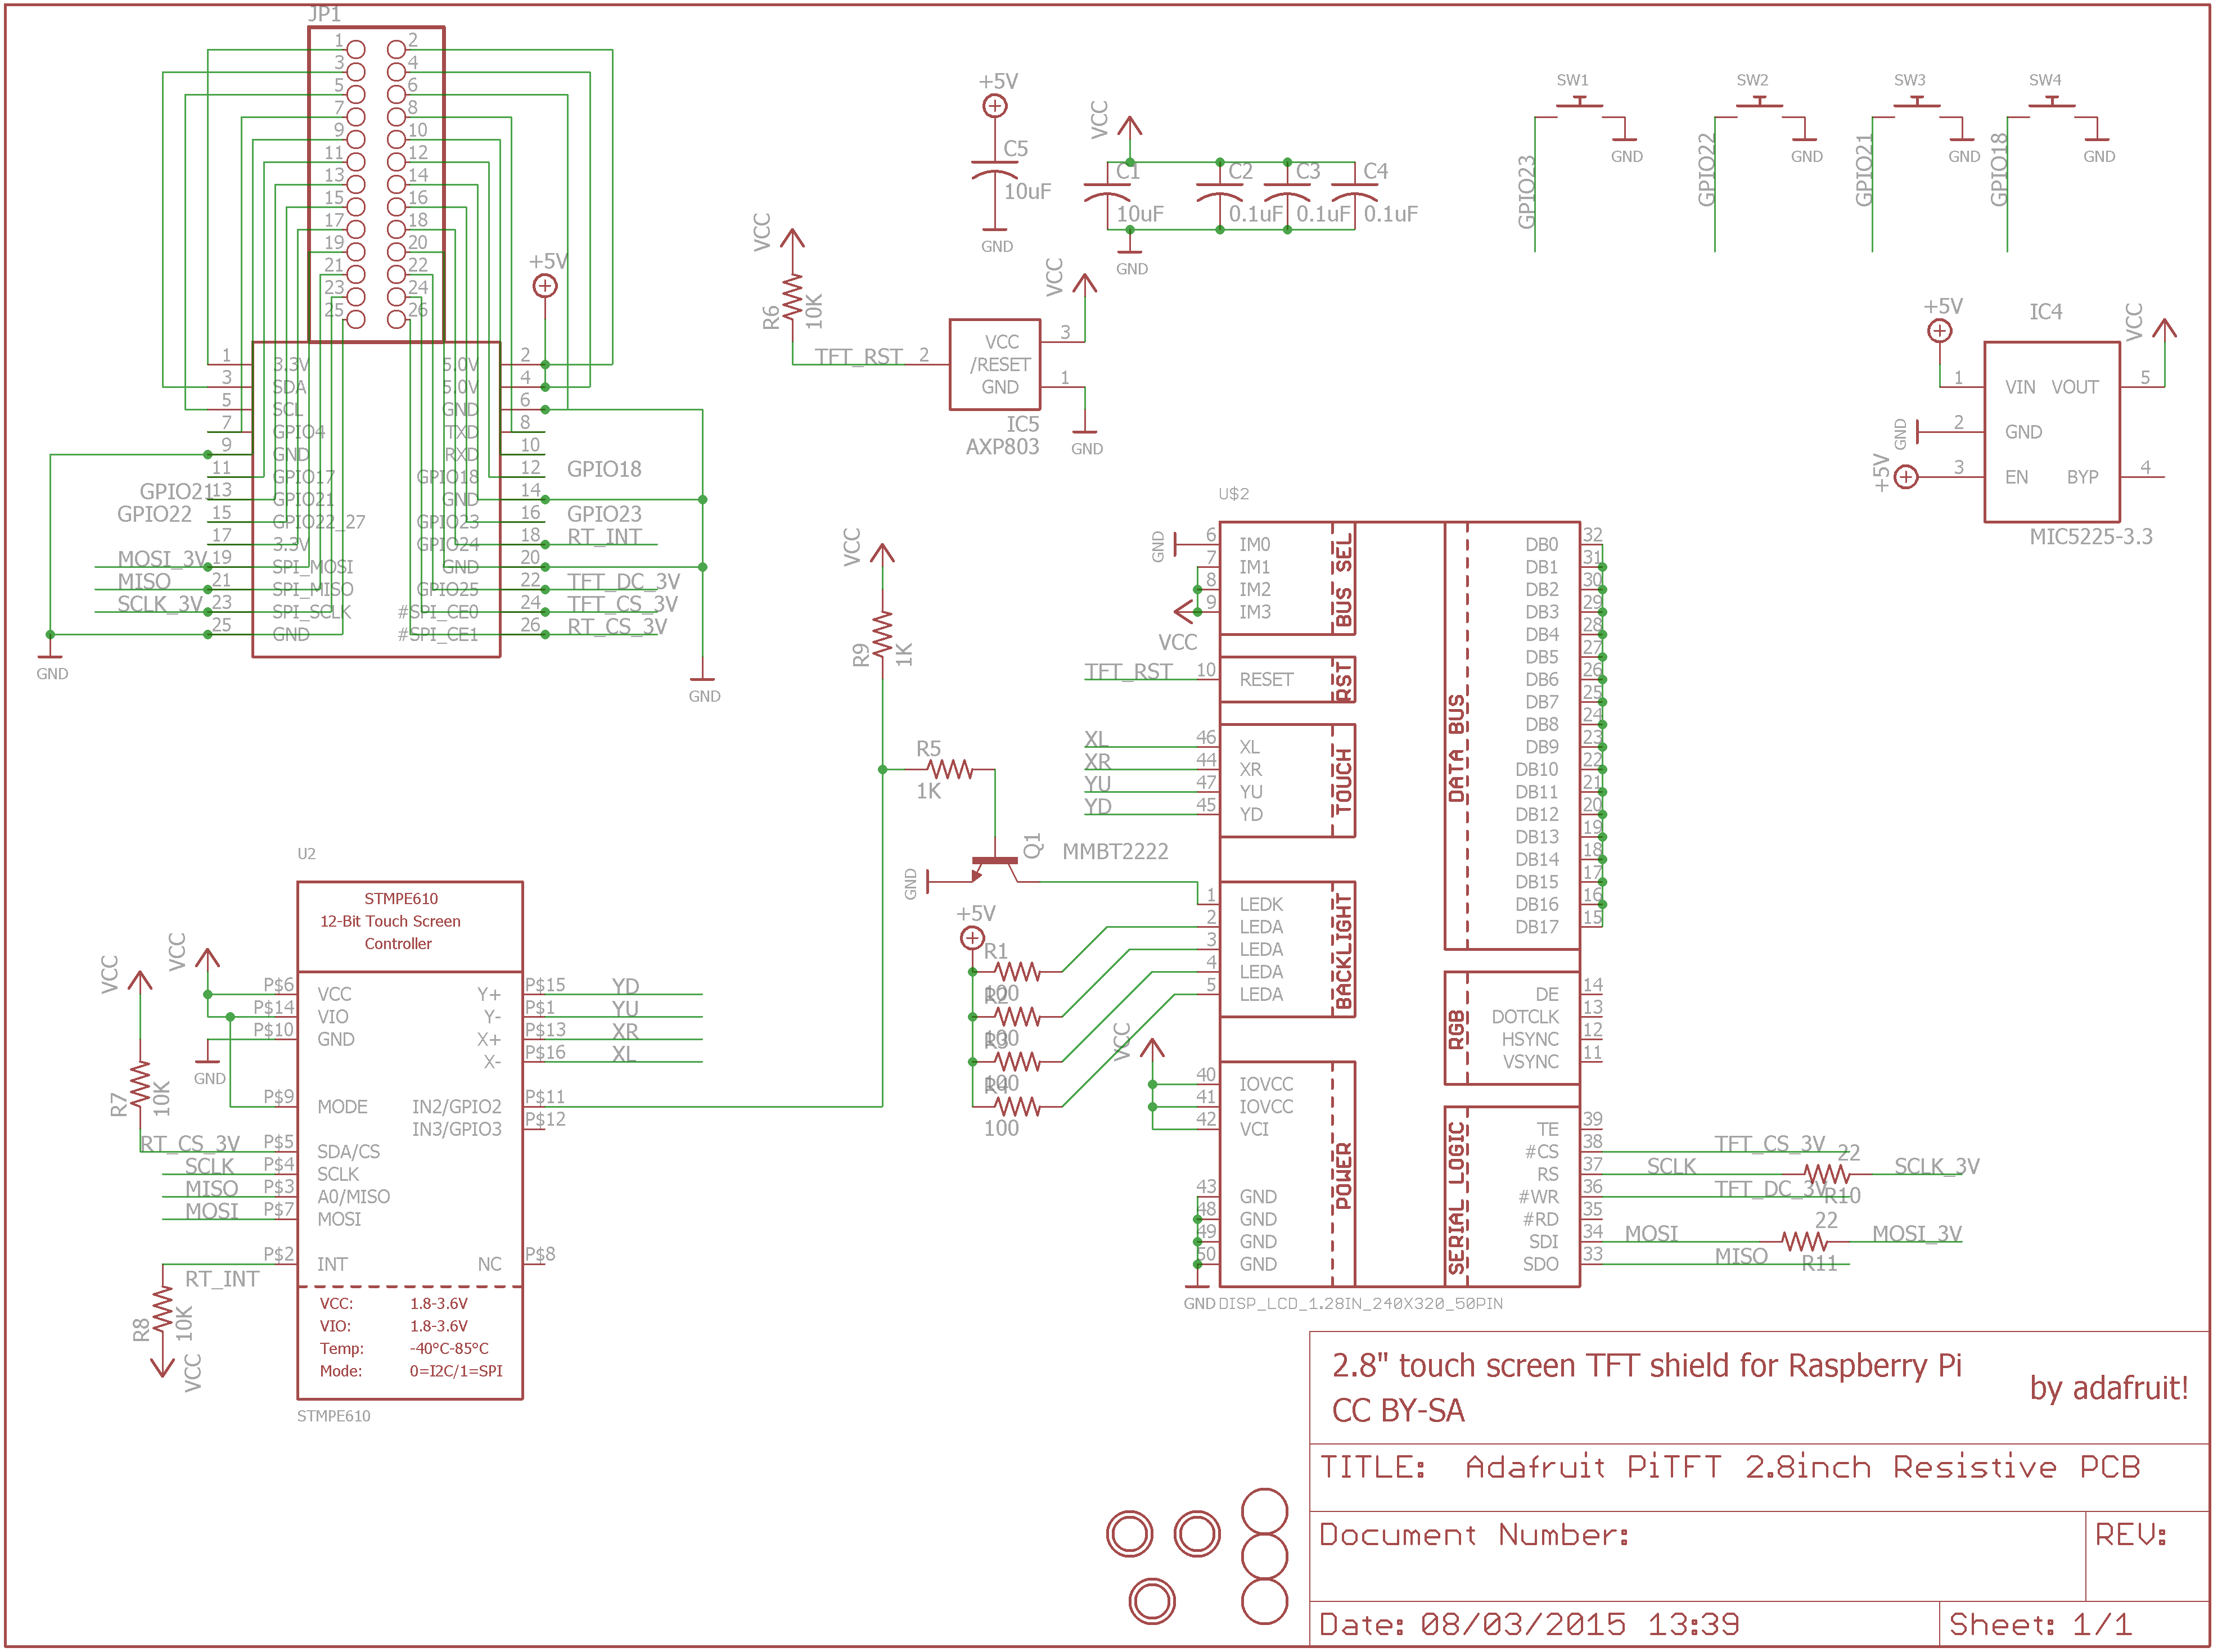 JP1
1 2
3 4
5 6
7 8
9 10
11 12
13 14
15 16
17 18
19 20
21 22
23 24
25 26
+5V
1 3.3V 5.0V 2
3 SDA 5.0V 4
5 SCL GND 6
7 GPIO4 TXD 8
9 GND RXD 10
11 GPIO17 GPIO18 12 GPIO18
GPIO21 13 GPIO21 GND 14
GPIO22 15 GPIO22_27 GPIO23 16 GPIO23
17 3.3V GPIO24 18 RT_INT
MOSI_3V 19 SPI_MOSI GND 20
MISO 21 SPI_MISO GPIO25 22 TFT_DC_3V
SCLK_3V 23 SPI_SCLK #SPI_CE0 24 TFT_CS_3V
25 GND #SPI_CE1 26 RT_CS_3V
GND
GND
+5V
C5
10uF
GND
VCC
C1 C2 C3 C4
10uF 0.1uF 0.1uF 0.1uF
GND
VCC
R6
10K
TFT_RST
VCC
2 VCC 3
/RESET
GND 1
IC5
AXP803
GND
SW1 SW2 SW3 SW4
GND GND GND GND
GPIO23 GPIO22 GPIO21 GPIO18
+5V IC4 VCC
1 VIN VOUT 5
GND 2 GND
+5V 3 EN BYP 4
MIC5225-3.3
VCC
R9
1K
R5
1K
Q1
MMBT2222
GND
+5V
R1
100
R2
100
R3
100
R4
100
U$2
GND 6 IM0
7 IM1
8 IM2
9 IM3
VCC
BUS SEL
TFT_RST 10 RESET
RST
XL 46 XL
XR 44 XR
YU 47 YU
YD 45 YD
TOUCH
1 LEDK
2 LEDA
3 LEDA
4 LEDA
5 LEDA
BACKLIGHT
VCC
40 IOVCC
41 IOVCC
42 VCI
43 GND
48 GND
49 GND
50 GND
POWER
GND
DISP_LCD_1.28IN_240X320_50PIN
DATA BUS
DB0 32
DB1 31
DB2 30
DB3 29
DB4 28
DB5 27
DB6 26
DB7 25
DB8 24
DB9 23
DB10 22
DB11 21
DB12 20
DB13 19
DB14 18
DB15 17
DB16 16
DB17 15
RGB
DE 14
DOTCLK 13
HSYNC 12
VSYNC 11
SERIAL LOGIC
TE 39
#CS 38 TFT_CS_3V
RS 37 SCLK 22 R10 SCLK_3V
#WR 36 TFT_DC_3V
#RD 35
SDI 34 MOSI 22 R11 MOSI_3V
SDO 33 MISO
U2
STMPE610
12-Bit Touch Screen
Controller
VCC
VCC
P$6 VCC Y+ P$15 YD
P$14 VIO Y- P$1 YU
P$10 GND X+ P$13 XR
X- P$16 XL
GND
R7
10K
P$9 MODE IN2/GPIO2 P$11
IN3/GPIO3 P$12
RT_CS_3V P$5 SDA/CS
SCLK P$4 SCLK
MISO P$3 A0/MISO
MOSI P$7 MOSI
P$2 INT NC P$8
RT_INT
R8
10K
VCC
VCC: 1.8-3.6V
VIO: 1.8-3.6V
Temp: -40°C-85°C
Mode: 0=I2C/1=SPI
STMPE610
2.8" touch screen TFT shield for Raspberry Pi
by adafruit!
CC BY-SA
TITLE: Adafruit PiTFT 2.8inch Resistive PCB
Document Number:
REV:
Date: 08/03/2015 13:39
Sheet: 1/1